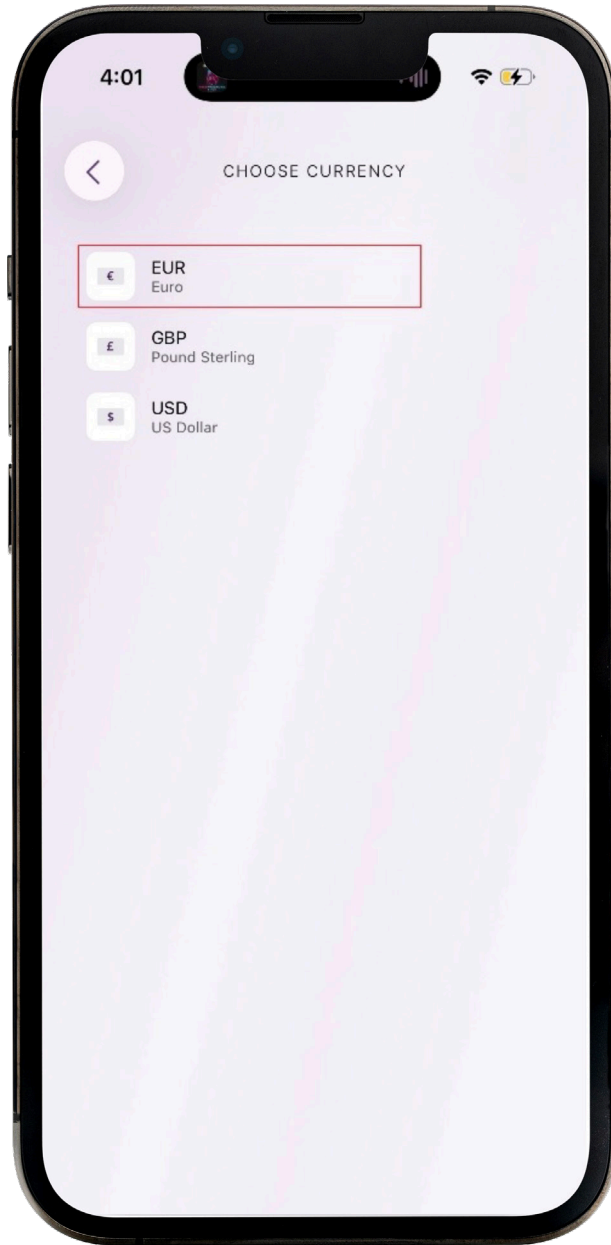 4:01
CHOOSE CURRENCY
€
EUR
Euro
£
GBP
Pound Sterling
$
USD
US Dollar